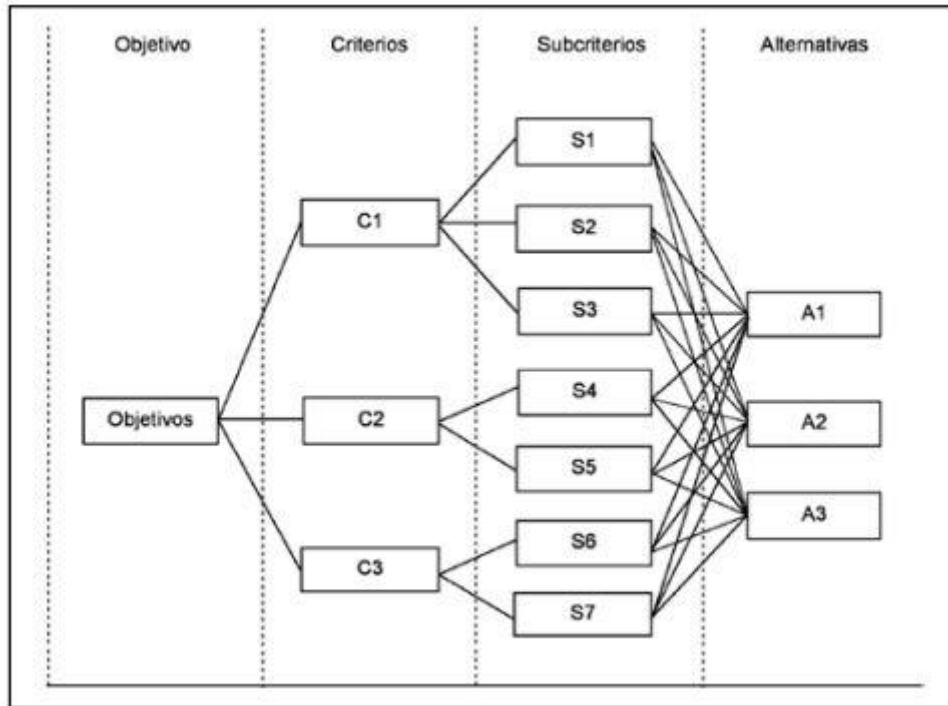 Objetivo
Criterios
Subcriterios
Alternativas
S1
C1
S2
S3
A1
S4
Objetivos
C2
A2
S5
A3
S6
C3
S7